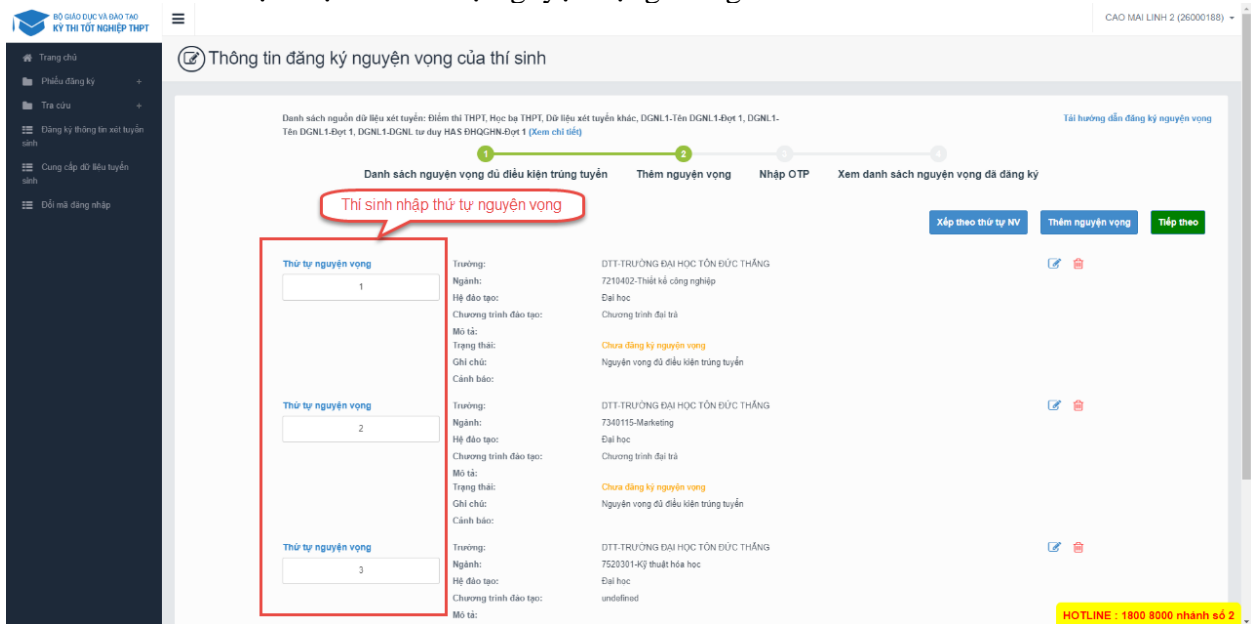 BỘ GIÁO DỤC VÀ ĐÀO TẠO
KỲ THI TỐT NGHIỆP THPT
CAO MAI LINH 2 (26000188)
Trang chủ
Phiếu đăng ký +
Tra cứu +
Đăng ký thông tin xét tuyển
sinh
Cung cấp dữ liệu tuyển
sinh
Đổi mã đăng nhập
Thông tin đăng ký nguyện vọng của thí sinh
Danh sách nguồn dữ liệu xét tuyển: Điểm thi THPT, Học bạ THPT, Dữ liệu xét tuyển khác, DGNL1-Tên DGNL1-Đợt 1, DGNL1-
Tên DGNL1-Đợt 1, DGNL1-DGNL tư duy HAS ĐHQGHN-Đợt 1 (Xem chi tiết)
Tải hướng dẫn đăng ký nguyện vọng
1 2 3 4
Danh sách nguyện vọng đủ điều kiện trúng tuyển Thêm nguyện vọng Nhập OTP Xem danh sách nguyện vọng đã đăng ký
Thí sinh nhập thứ tự nguyện vọng
Xếp theo thứ tự NV Thêm nguyện vọng Tiếp theo
Thứ tự nguyện vọng
1
Trường: DTT-TRƯỜNG ĐẠI HỌC TÔN ĐỨC THẮNG
Ngành: 7210402-Thiết kế công nghiệp
Hệ đào tạo: Đại học
Chương trình đào tạo: Chương trình đại trà
Mô tả:
Trạng thái: Chưa đăng ký nguyện vọng
Ghi chú: Nguyện vọng đủ điều kiện trúng tuyển
Cảnh báo:
Thứ tự nguyện vọng
2
Trường: DTT-TRƯỜNG ĐẠI HỌC TÔN ĐỨC THẮNG
Ngành: 7340115-Marketing
Hệ đào tạo: Đại học
Chương trình đào tạo: Chương trình đại trà
Mô tả:
Trạng thái: Chưa đăng ký nguyện vọng
Ghi chú: Nguyện vọng đủ điều kiện trúng tuyển
Cảnh báo:
Thứ tự nguyện vọng
3
Trường: DTT-TRƯỜNG ĐẠI HỌC TÔN ĐỨC THẮNG
Ngành: 7520301-Kỹ thuật hóa học
Hệ đào tạo: Đại học
Chương trình đào tạo: undefined
Mô tả:
HOTLINE : 1800 8000 nhánh số 2